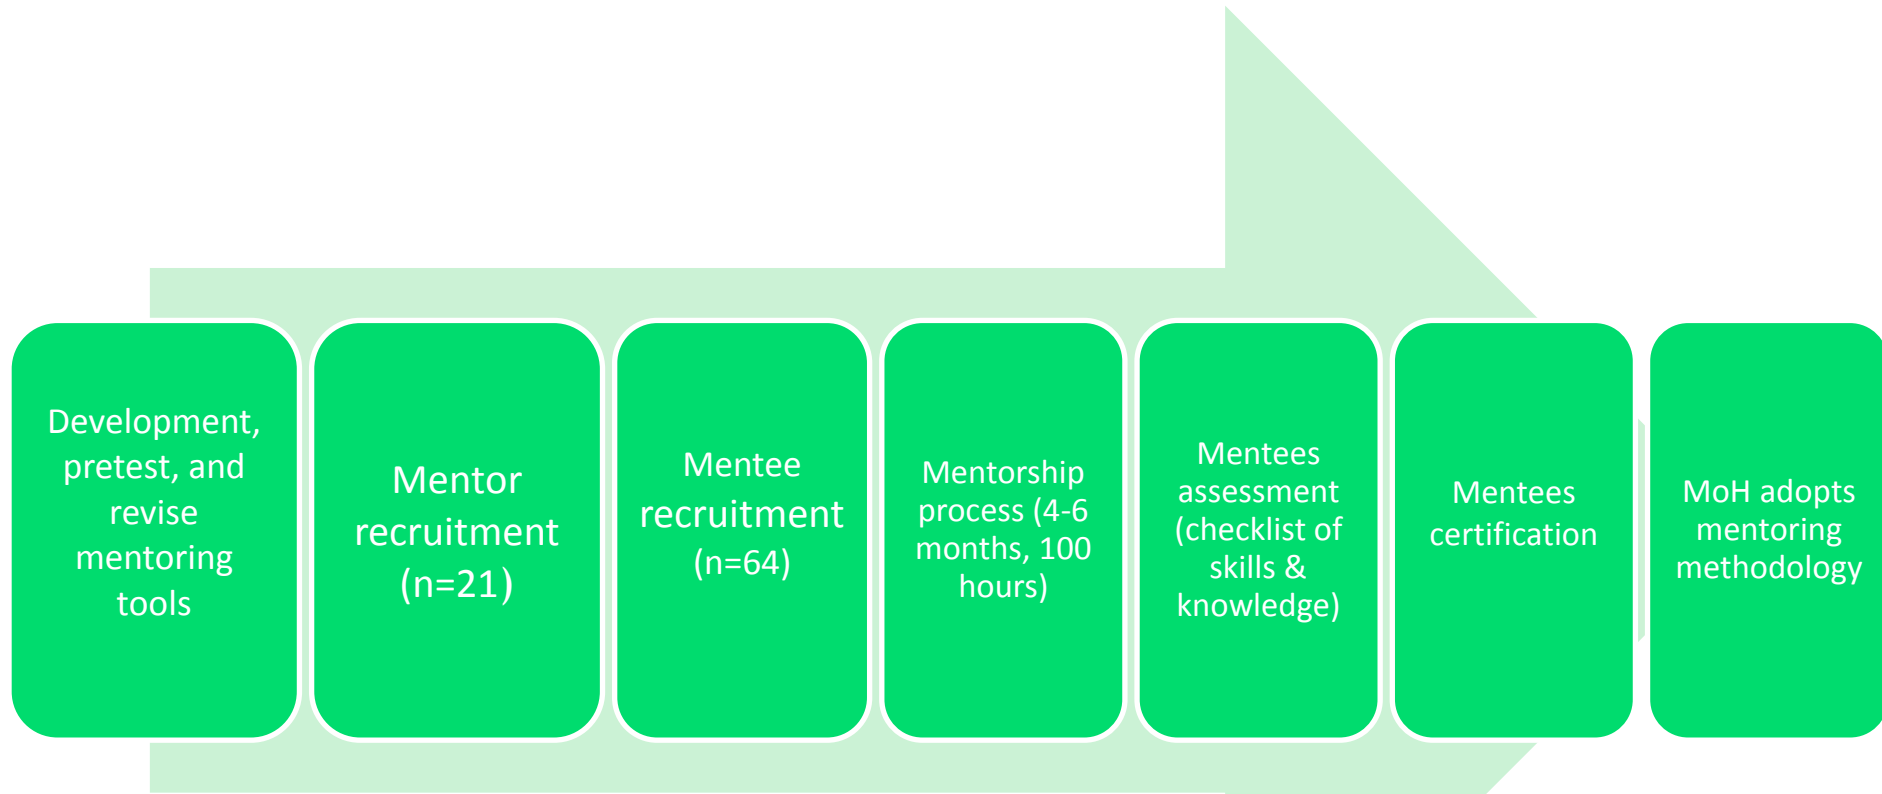 Development,
pretest, and
revise
mentoring
tools
Mentor
recruitment
(n=21)
Mentee
recruitment
(n=64)
Mentorship
process (4-6
months, 100
hours)
Mentees
assessment
(checklist of
skills &
knowledge)
Mentees
certification
MoH adopts
mentoring
methodology